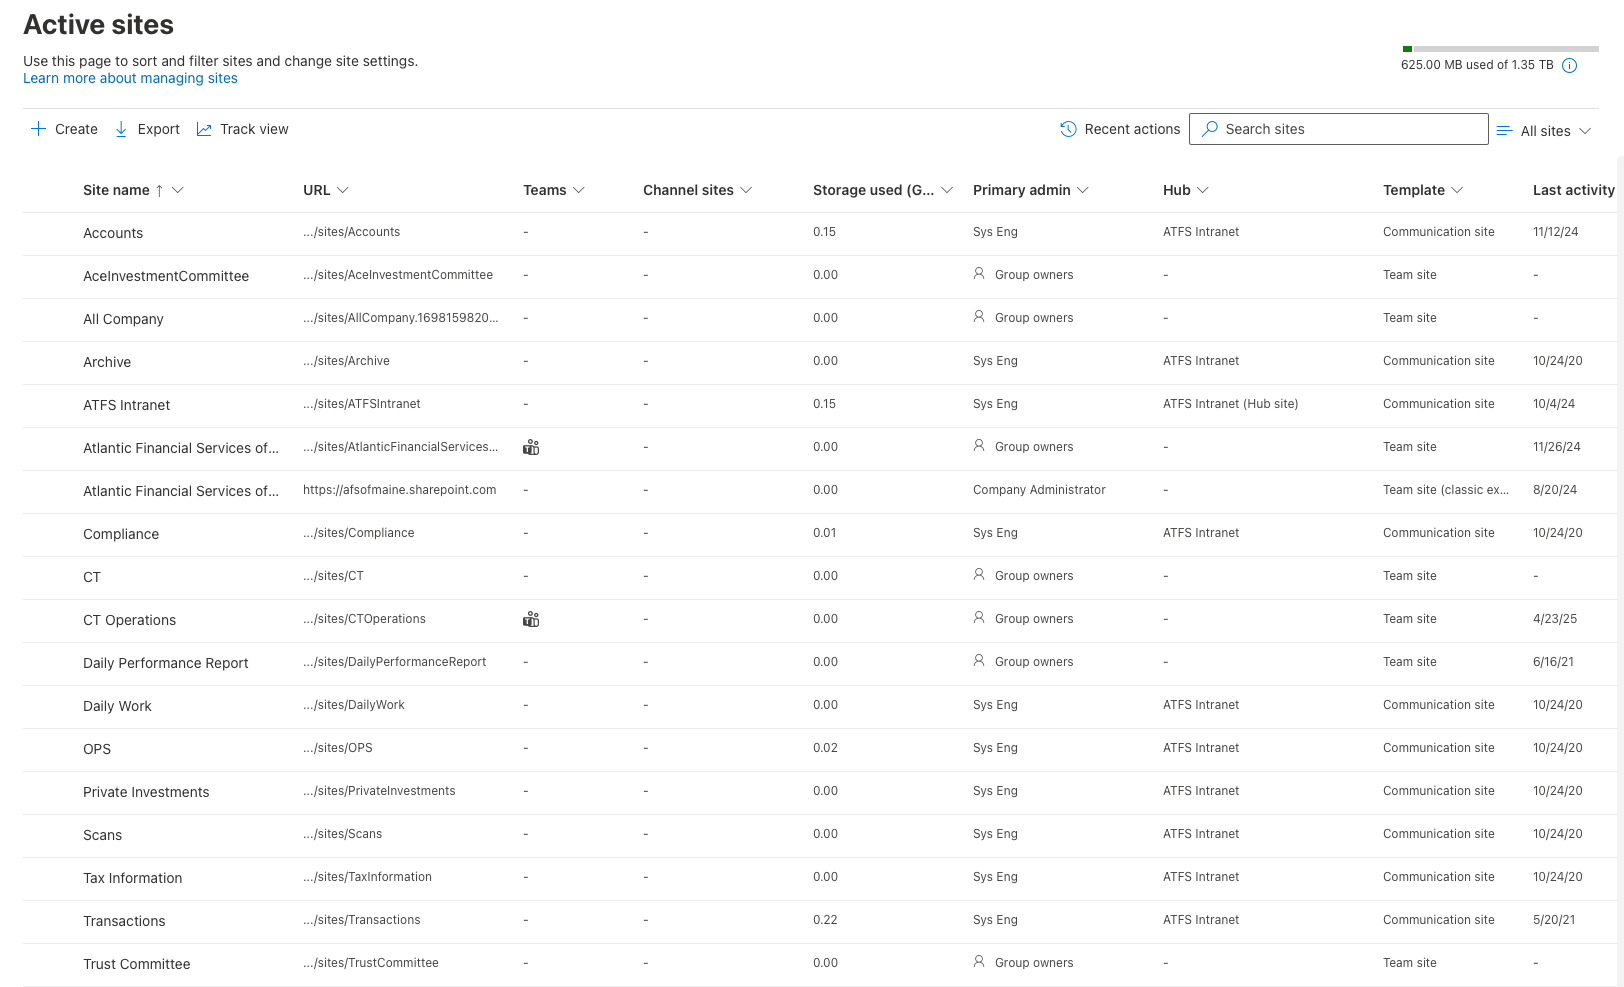 Active sites
Use this page to sort and filter sites and change site settings.
Learn more about managing sites
625.00 MB used of 1.35 TB
Create Export Track view Recent actions Search sites All sites
Site name ↑ URL Teams Channel sites Storage used (G... Primary admin Hub Template Last activity
Accounts .../sites/Accounts - - 0.15 Sys Eng ATFS Intranet Communication site 11/12/24
AceInvestmentCommittee .../sites/AceInvestmentCommittee - - 0.00 Group owners - Team site -
All Company .../sites/AllCompany.1698159820... - - 0.00 Group owners - Team site -
Archive .../sites/Archive - - 0.00 Sys Eng ATFS Intranet Communication site 10/24/20
ATFS Intranet .../sites/ATFSIntranet - - 0.15 Sys Eng ATFS Intranet (Hub site) Communication site 10/4/24
Atlantic Financial Services of... .../sites/AtlanticFinancialServices... - 0.00 Group owners - Team site 11/26/24
Atlantic Financial Services of... https://afsofmaine.sharepoint.com - - 0.00 Company Administrator - Team site (classic ex... 8/20/24
Compliance .../sites/Compliance - - 0.01 Sys Eng ATFS Intranet Communication site 10/24/20
CT .../sites/CT - - 0.00 Group owners - Team site -
CT Operations .../sites/CTOperations - 0.00 Group owners - Team site 4/23/25
Daily Performance Report .../sites/DailyPerformanceReport - - 0.00 Group owners - Team site 6/16/21
Daily Work .../sites/DailyWork - - 0.00 Sys Eng ATFS Intranet Communication site 10/24/20
OPS .../sites/OPS - - 0.02 Sys Eng ATFS Intranet Communication site 10/24/20
Private Investments .../sites/PrivateInvestments - - 0.00 Sys Eng ATFS Intranet Communication site 10/24/20
Scans .../sites/Scans - - 0.00 Sys Eng ATFS Intranet Communication site 10/24/20
Tax Information .../sites/TaxInformation - - 0.00 Sys Eng ATFS Intranet Communication site 10/24/20
Transactions .../sites/Transactions - - 0.22 Sys Eng ATFS Intranet Communication site 5/20/21
Trust Committee .../sites/TrustCommittee - - 0.00 Group owners - Team site -